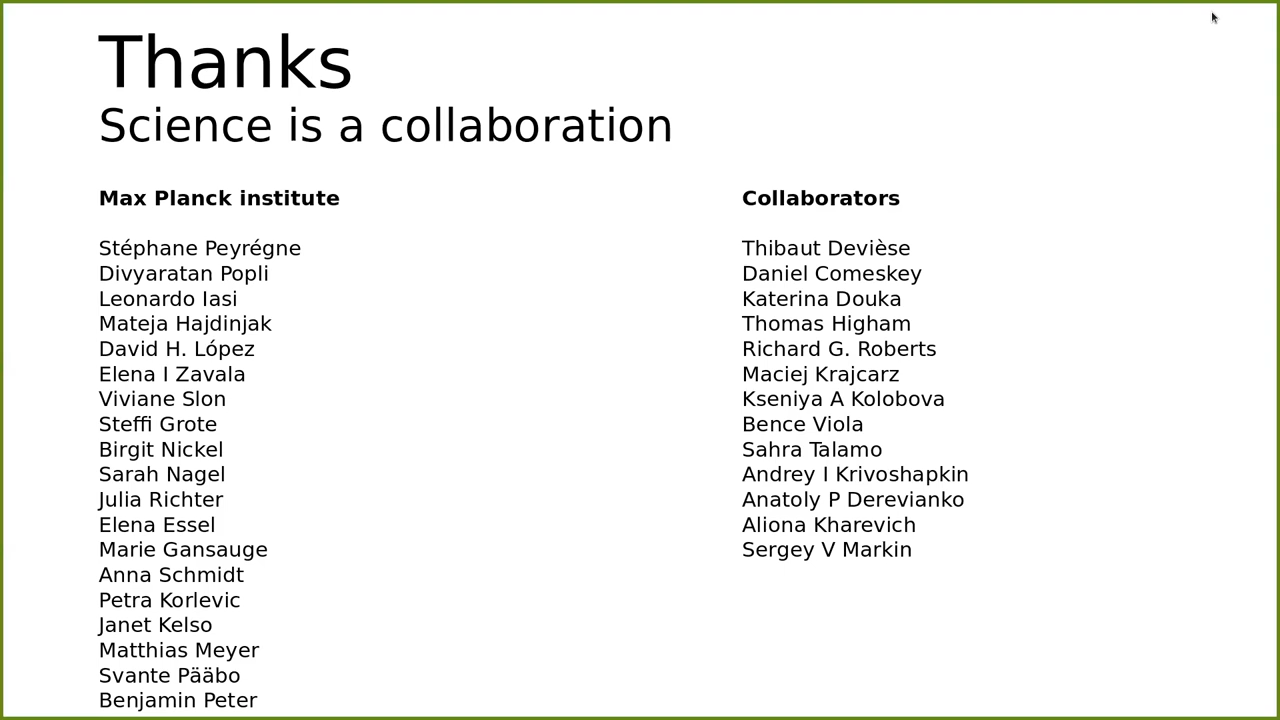 Thanks
Science is a collaboration
Max Planck institute
Stéphane Peyrégne
Divyaratan Popli
Leonardo Iasi
Mateja Hajdinjak
David H. López
Elena I Zavala
Viviane Slon
Steffi Grote
Birgit Nickel
Sarah Nagel
Julia Richter
Elena Essel
Marie Gansauge
Anna Schmidt
Petra Korlevic
Janet Kelso
Matthias Meyer
Svante Pääbo
Benjamin Peter
Collaborators
Thibaut Devièse
Daniel Comeskey
Katerina Douka
Thomas Higham
Richard G. Roberts
Maciej Krajcarz
Kseniya A Kolobova
Bence Viola
Sahra Talamo
Andrey I Krivoshapkin
Anatoly P Derevianko
Aliona Kharevich
Sergey V Markin